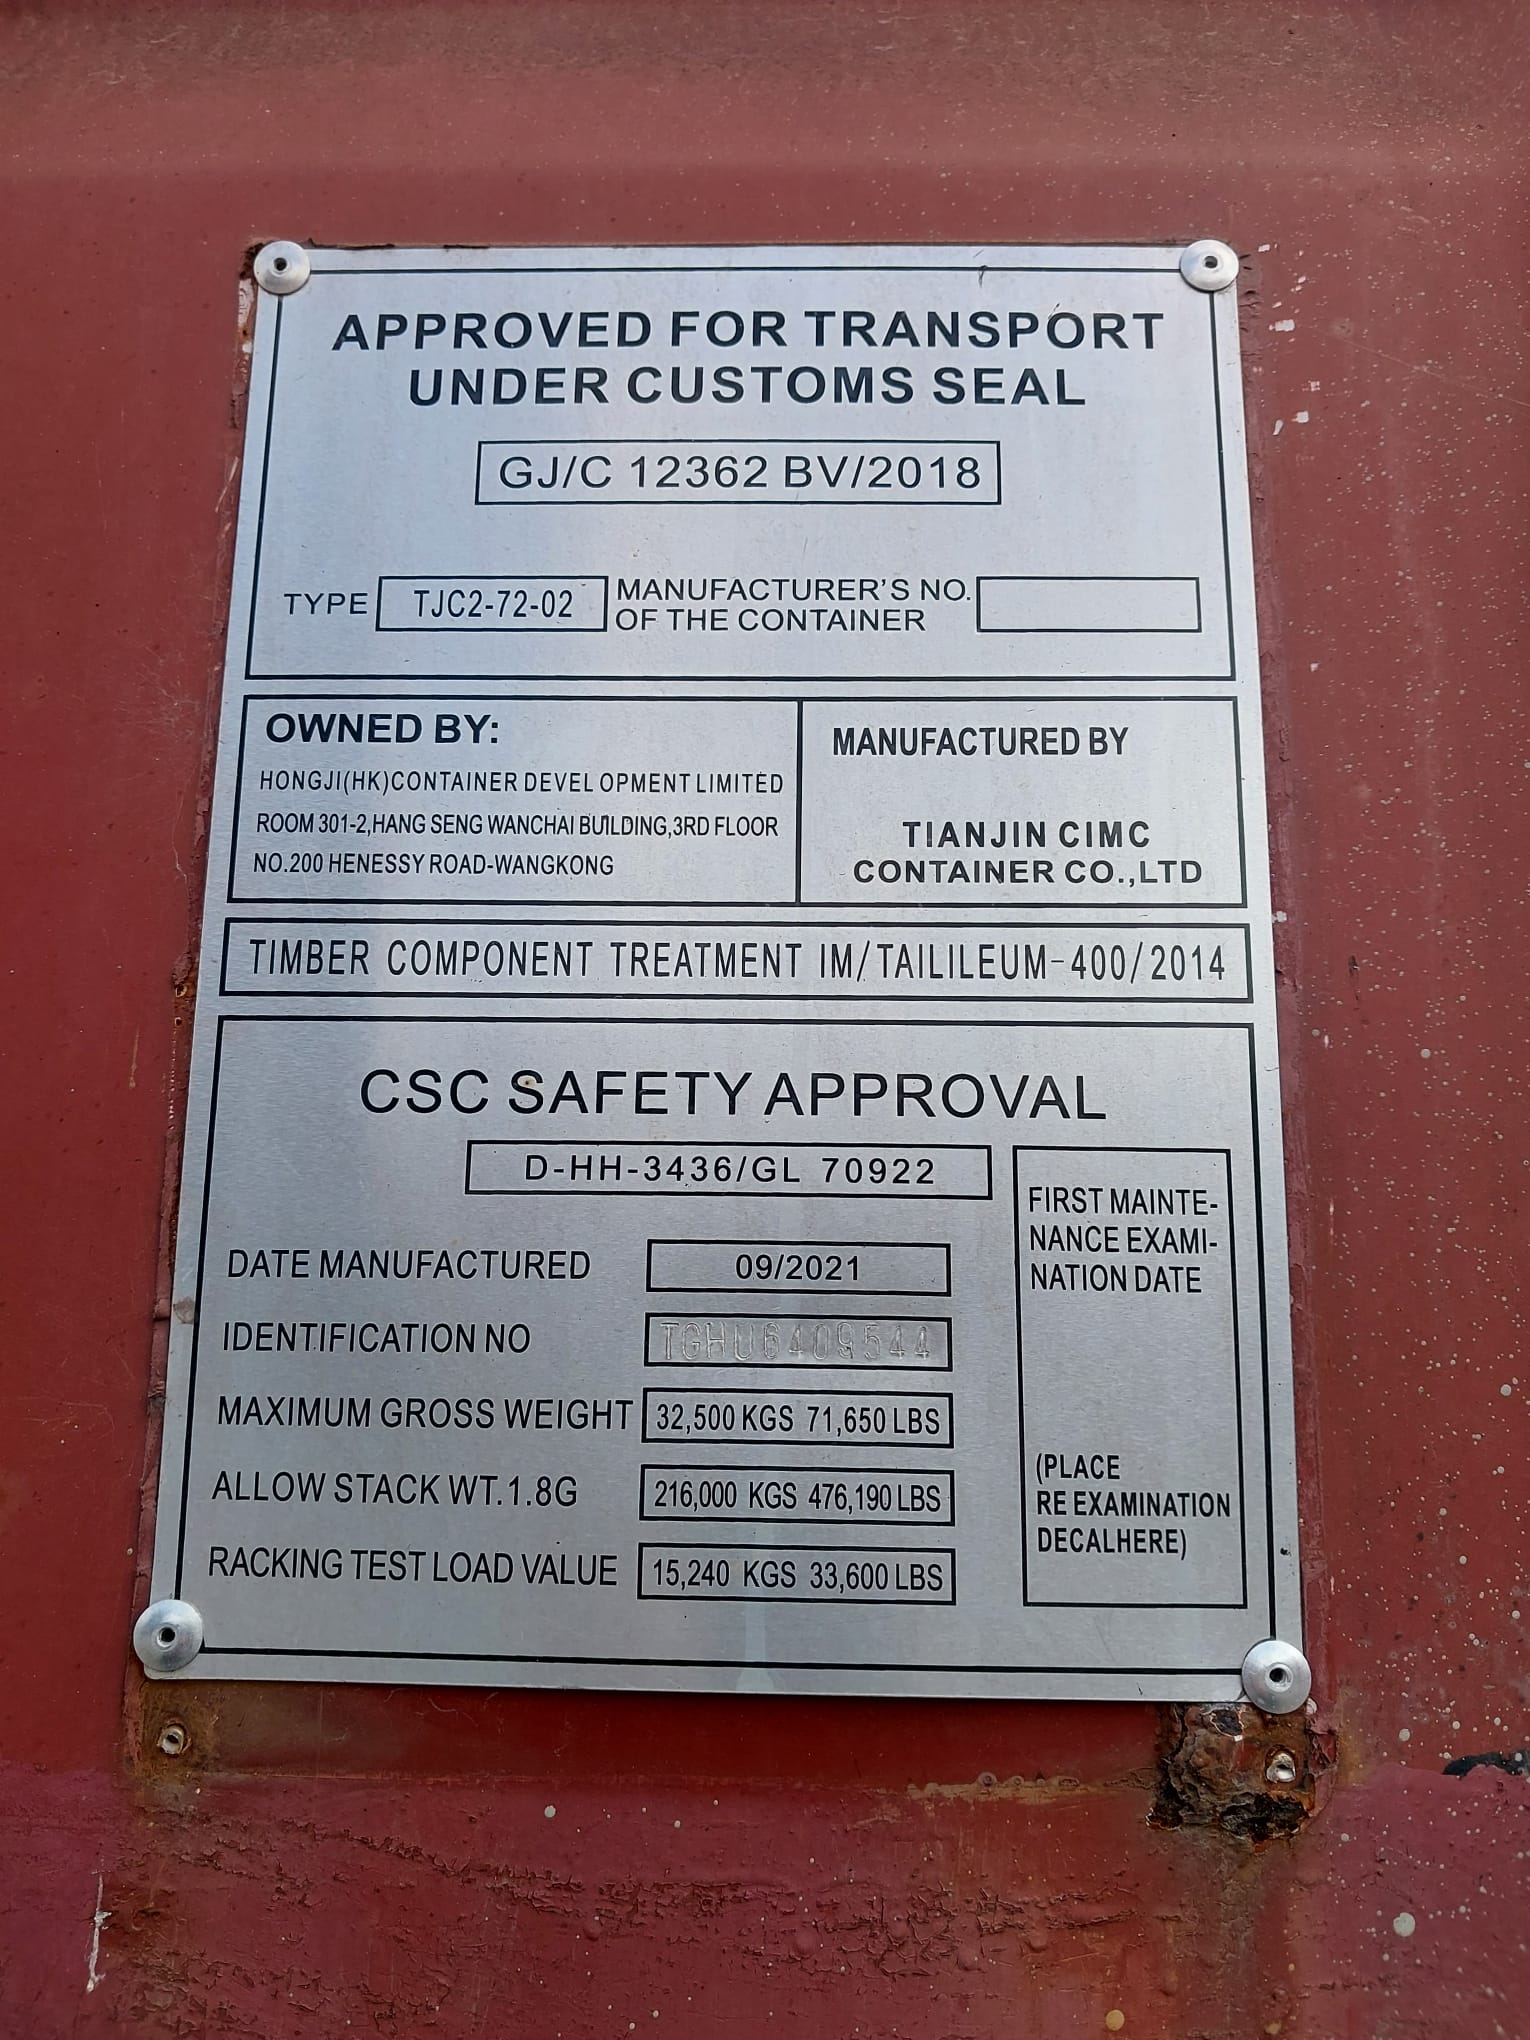 APPROVED FOR TRANSPORT
UNDER CUSTOMS SEAL
GJ/C 12362 BV/2018
TYPE TJC2-72-02 MANUFACTURER'S NO.
OF THE CONTAINER
OWNED BY:
HONGJI(HK)CONTAINER DEVEL OPMENT LIMITED
ROOM 301-2,HANG SENG WANCHAI BUILDING,3RD FLOOR
NO.200 HENESSY ROAD-WANGKONG
MANUFACTURED BY
TIANJIN CIMC
CONTAINER CO.,LTD
TIMBER COMPONENT TREATMENT IM/TAILILEUM-400/2014
CSC SAFETY APPROVAL
D-HH-3436/GL 70922
DATE MANUFACTURED 09/2021
IDENTIFICATION NO TGHU6409544
MAXIMUM GROSS WEIGHT 32,500 KGS 71,650 LBS
ALLOW STACK WT.1.8G 216,000 KGS 476,190 LBS
RACKING TEST LOAD VALUE 15,240 KGS 33,600 LBS
FIRST MAINTE-
NANCE EXAMI-
NATION DATE
(PLACE
RE EXAMINATION
DECALHERE)